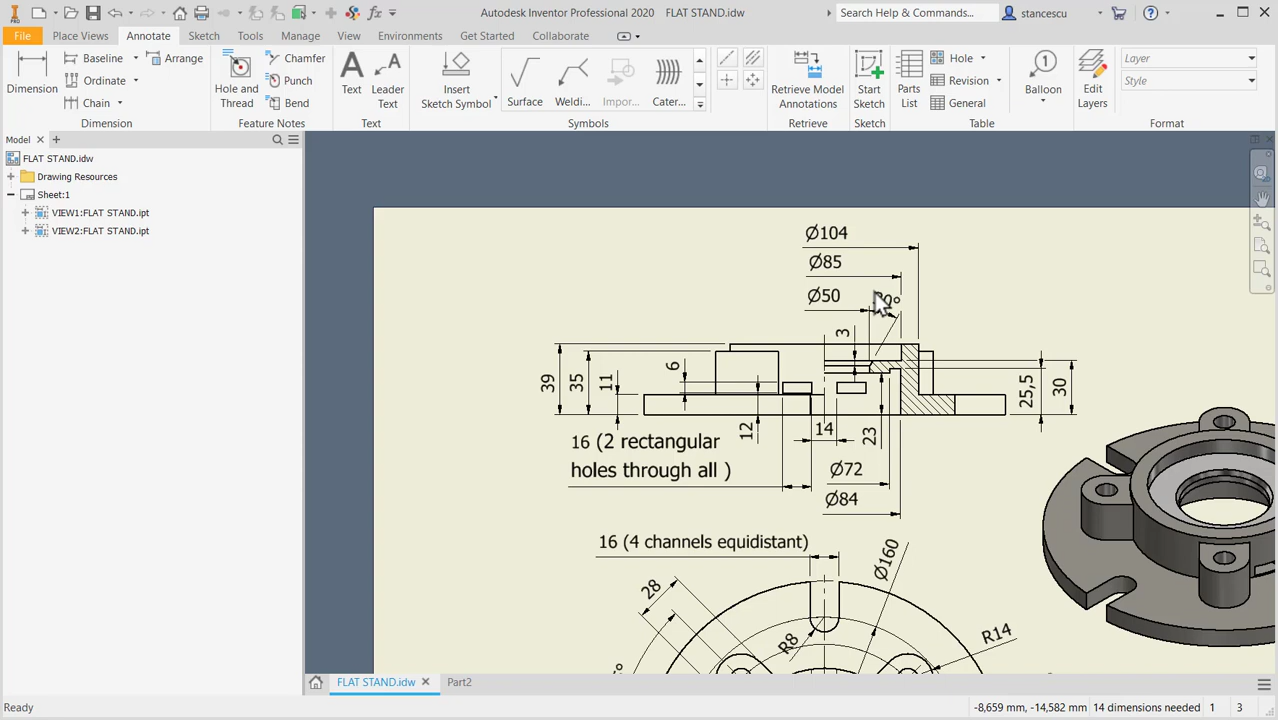 PRO
Autodesk Inventor Professional 2020 FLAT STAND.idw
Search Help & Commands...
stancescu
File Place Views Annotate Sketch Tools Manage View Environments Get Started Collaborate
Dimension
Baseline
Ordinate
Chain
Arrange
Dimension
Hole and Thread
Chamfer
Punch
Bend
Feature Notes
Text
Leader Text
Text
Insert Sketch Symbol
Surface
Weldi...
Impor...
Cater...
Symbols
Retrieve Model Annotations
Retrieve
Start Sketch
Sketch
Parts List
Hole
Revision
General
Table
Balloon
Edit Layers
Layer
Style
Format
Model
FLAT STAND.idw
Drawing Resources
Sheet:1
VIEW1:FLAT STAND.ipt
VIEW2:FLAT STAND.ipt
Ø104
Ø85
Ø50
3
39
35
11
6
12
14
23
25,5
30
16 (2 rectangular
holes through all )
Ø72
Ø84
16 (4 channels equidistant)
Ø160
28
R8
R14
FLAT STAND.idw
Part2
Ready
-8,659 mm, -14,582 mm
14 dimensions needed
1
3